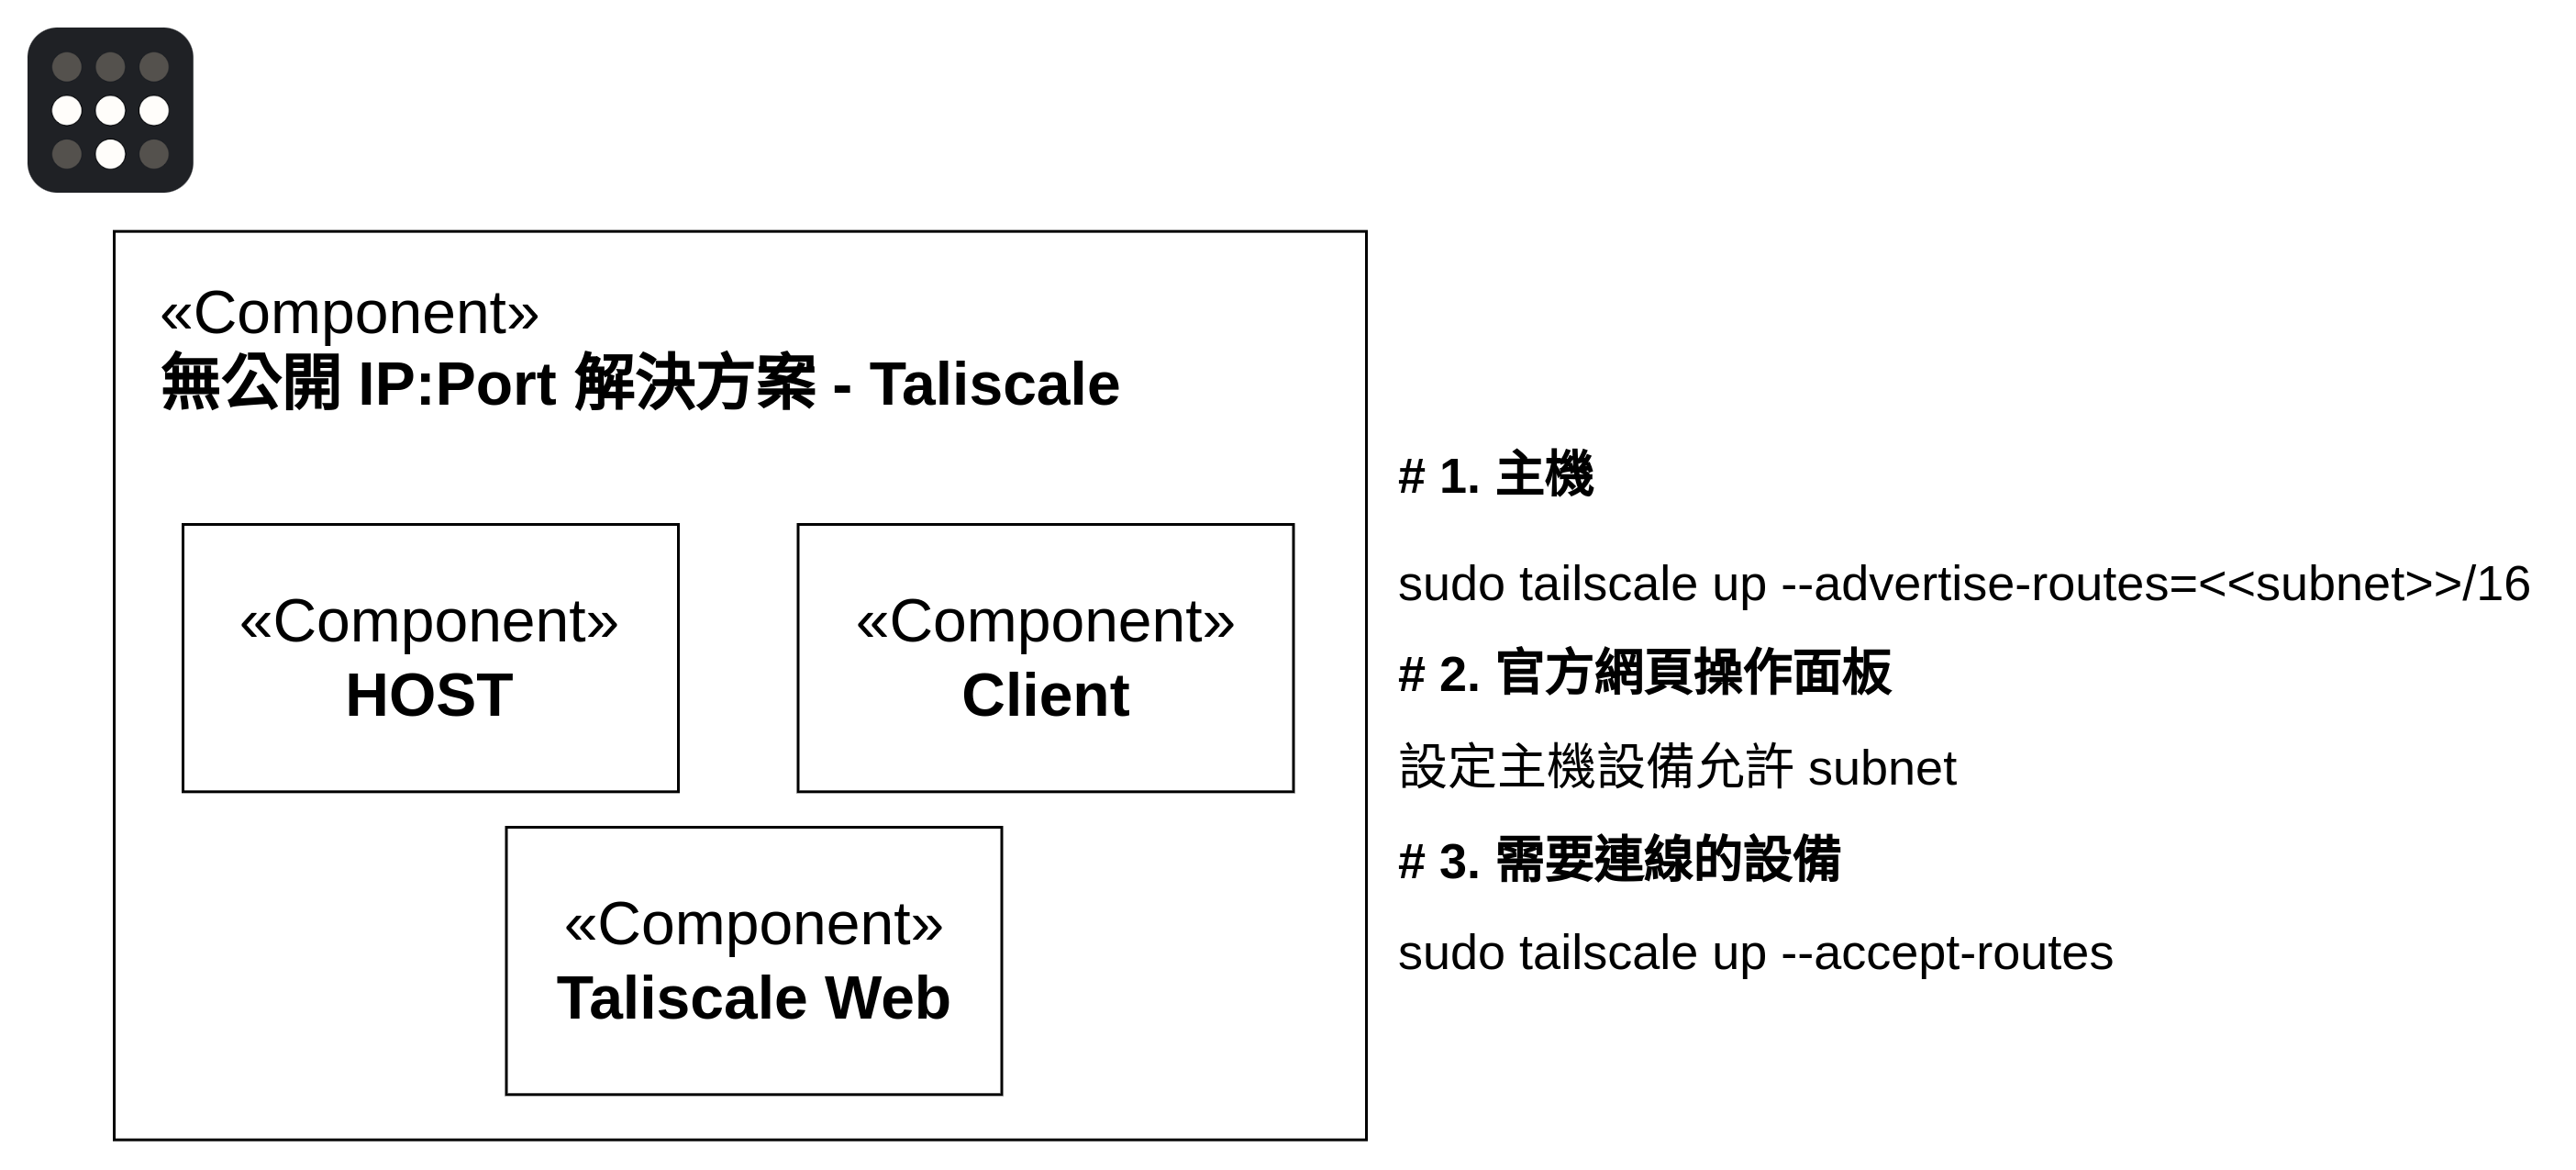 «Component»
無公開 IP:Port 解決方案 - Taliscale
«Component»
HOST
«Component»
Client
«Component»
Taliscale Web
# 1. 主機
sudo tailscale up --advertise-routes=<<subnet>>/16
# 2. 官方網頁操作面板
設定主機設備允許 subnet
# 3. 需要連線的設備
sudo tailscale up --accept-routes